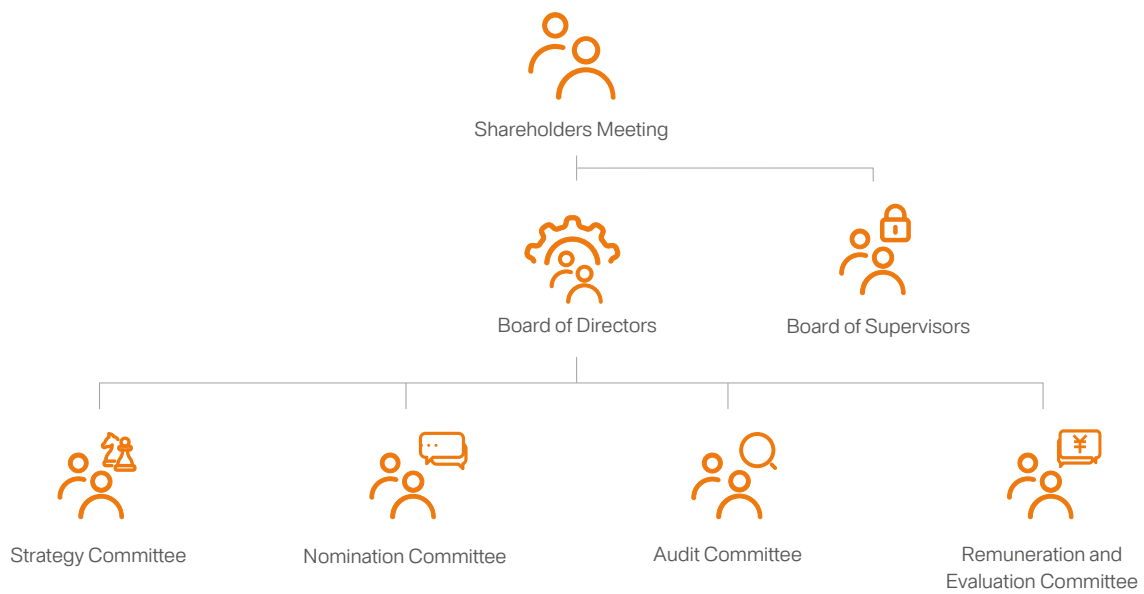 Shareholders Meeting
Board of Directors
Board of Supervisors
¥
Strategy Committee
Nomination Committee
Audit Committee
Remuneration and
Evaluation Committee